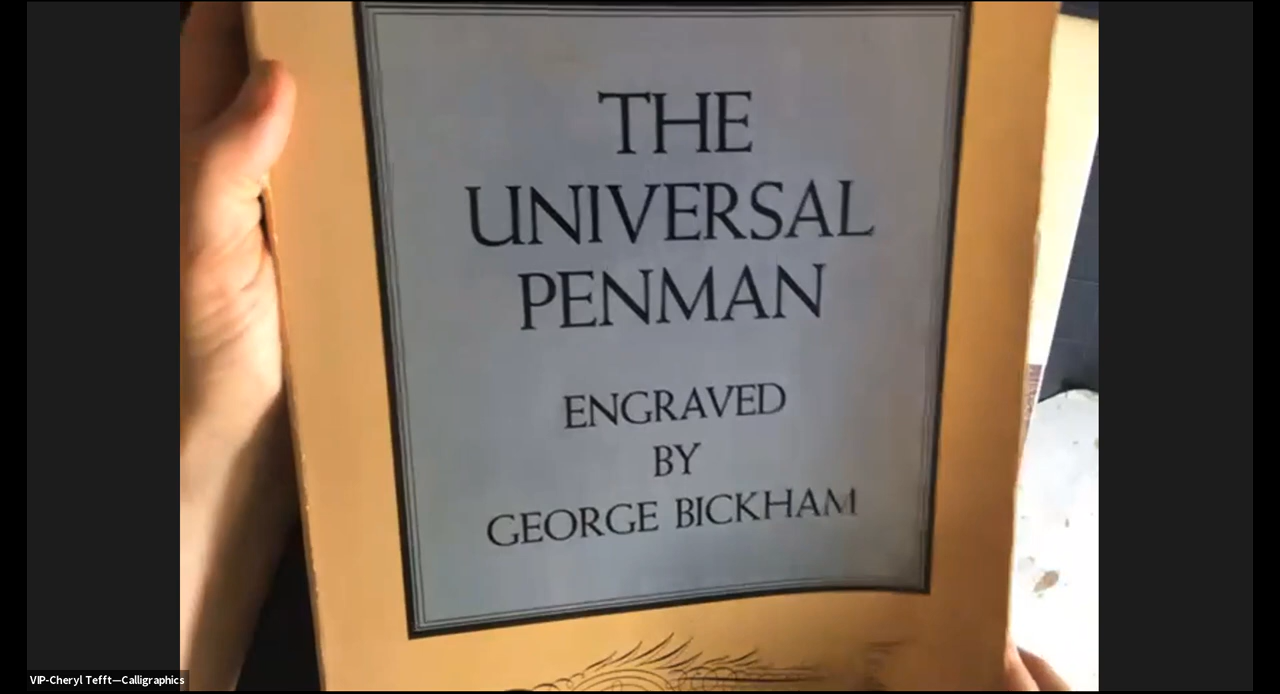 THE
UNIVERSAL
PENMAN
ENGRAVED
BY
GEORGE BICKHAM
VIP-Cheryl Tefft—Calligraphics